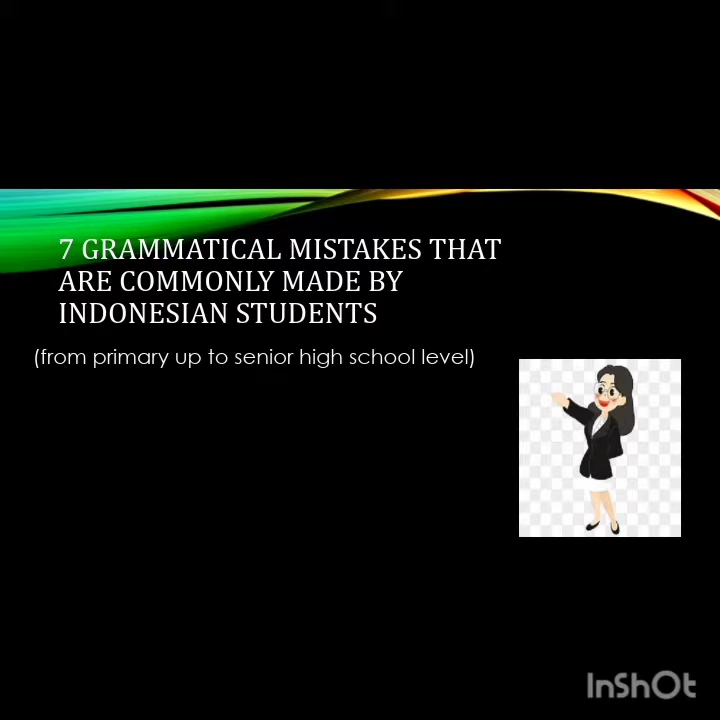 7 GRAMMATICAL MISTAKES THAT
ARE COMMONLY MADE BY
INDONESIAN STUDENTS
(from primary up to senior high school level)
InShOt